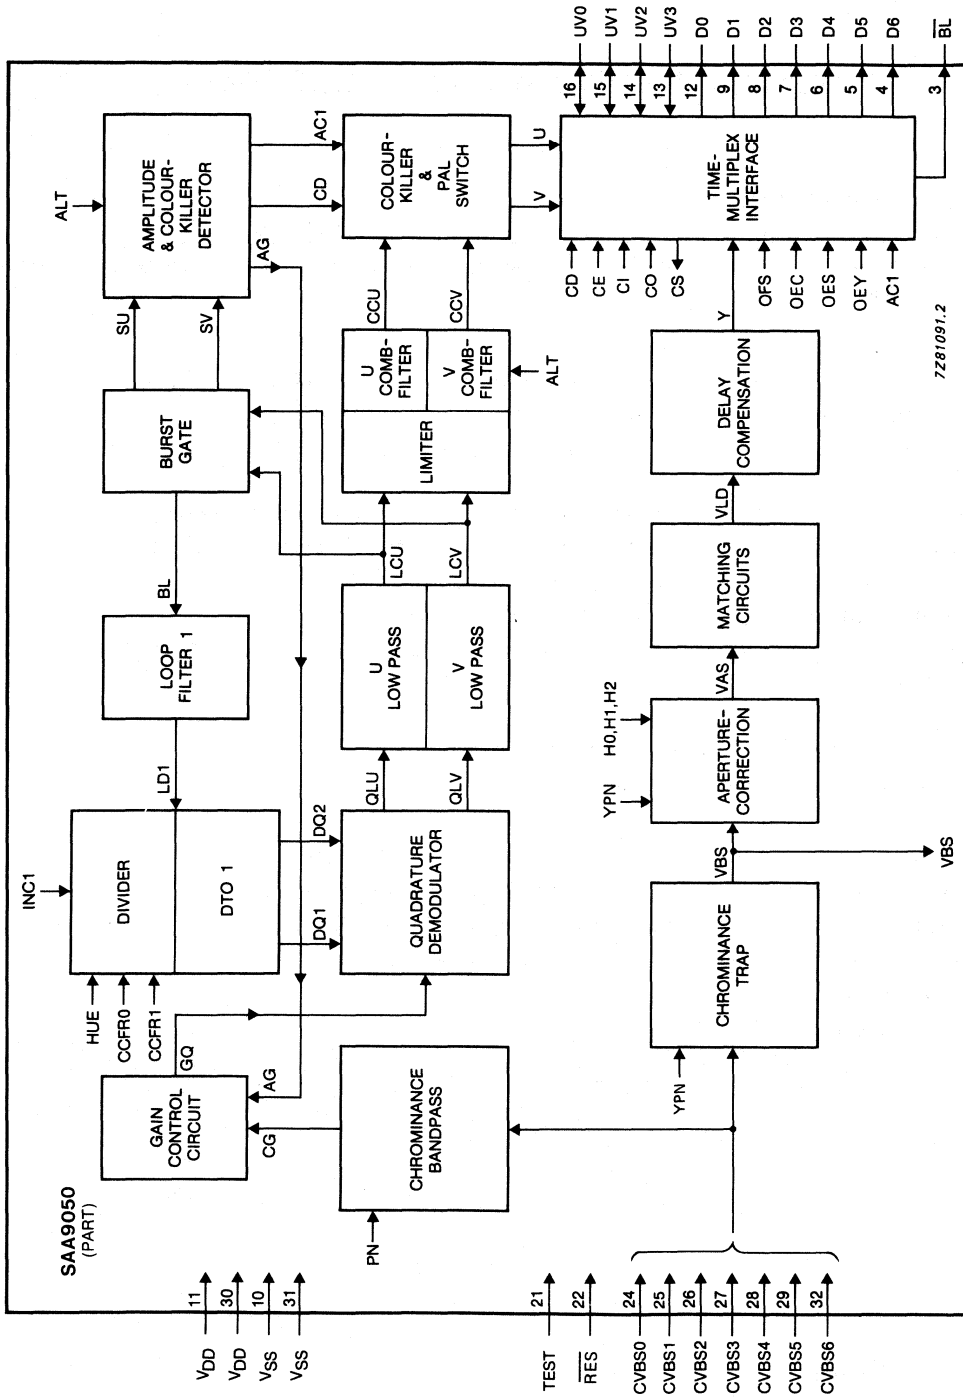 SAA9050
(PART)
VDD 11
VDD 30
VSS 10
VSS 31
TEST 21
RES 22
CVBS0 24
CVBS1 25
CVBS2 26
CVBS3 27
CVBS4 28
CVBS5 29
CVBS6 32
GAIN
CONTROL
CIRCUIT
CG
AG
GQ
PN
CHROMINANCE
BANDPASS
HUE
CCFR0
CCFR1
INC1
DIVIDER
DTO 1
DQ1
DQ2
LD1
LOOP
FILTER 1
BL
BURST
GATE
SU
SV
ALT
AMPLITUDE
& COLOUR-
KILLER
DETECTOR
AG
CD
AC1
QUADRATURE
DEMODULATOR
QLU
QLV
U
LOW PASS
V
LOW PASS
LCU
LCV
LIMITER
U
COMB-
FILTER
V
COMB-
FILTER
ALT
CCU
CCV
COLOUR-
KILLER
&
PAL
SWITCH
V
U
YPN
CHROMINANCE
TRAP
VBS
VBS
YPN
H0,H1,H2
APERTURE-
CORRECTION
VAS
MATCHING
CIRCUITS
VLD
DELAY
COMPENSATION
Y
CD
CE
CI
CO
CS
OFS
OEC
OES
OEY
AC1
TIME-
MULTIPLEX
INTERFACE
16 UV0
15 UV1
14 UV2
13 UV3
12 D0
9 D1
8 D2
7 D3
6 D4
5 D5
4 D6
3 BL
7Z81091.2